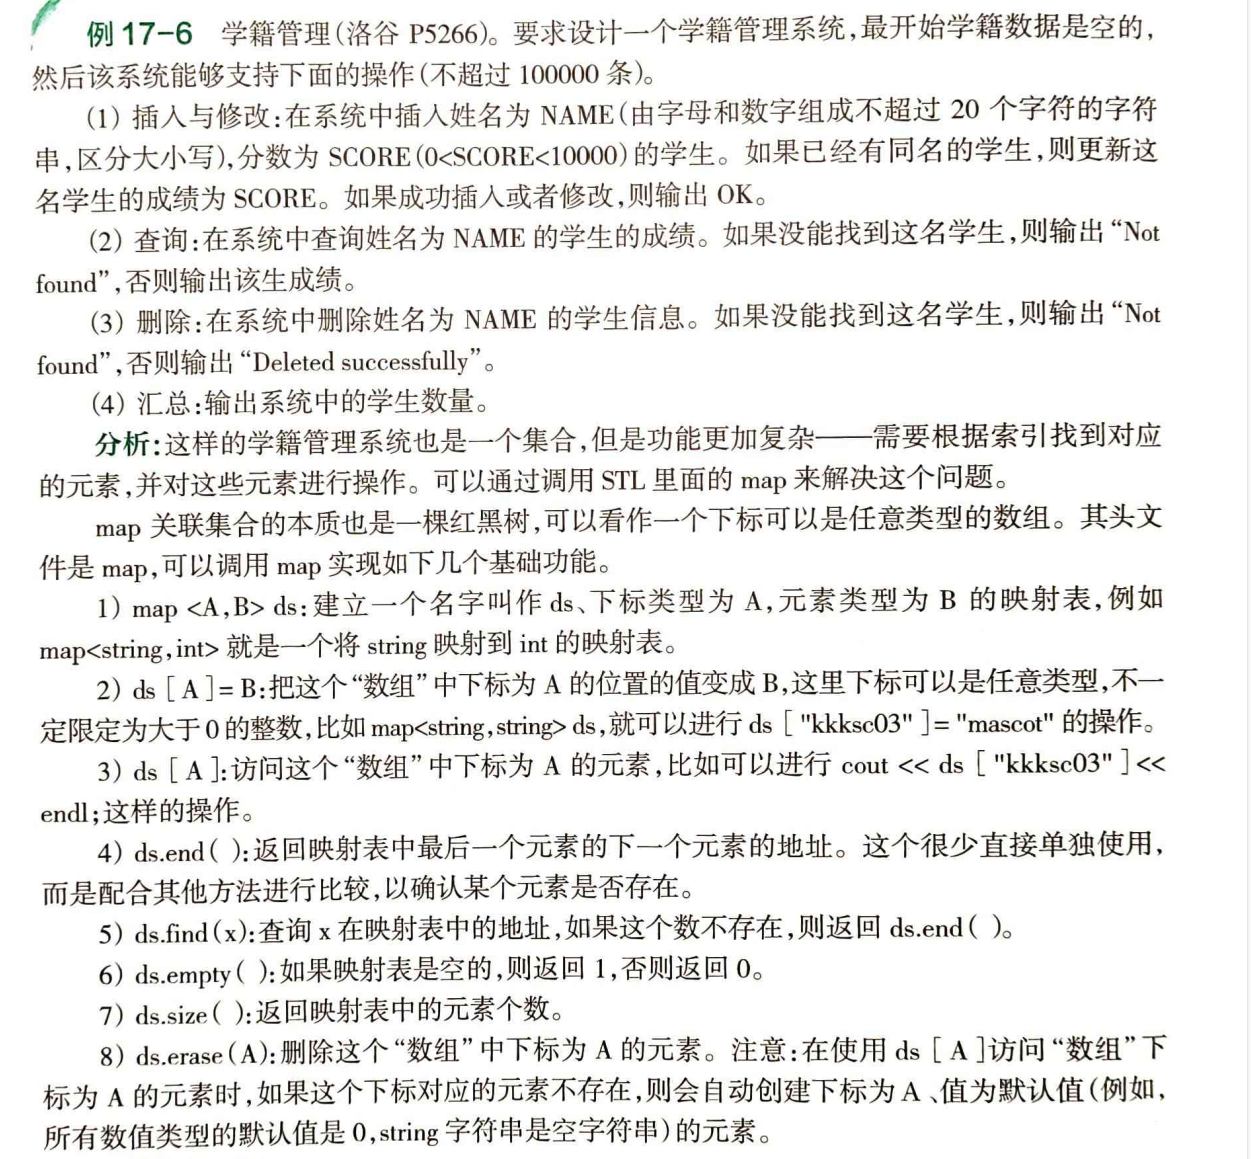 例 17-6 学籍管理(洛谷 P5266)。要求设计一个学籍管理系统,最开始学籍数据是空的,
然后该系统能够支持下面的操作(不超过 100000 条)。
(1) 插入与修改:在系统中插入姓名为 NAME(由字母和数字组成不超过 20 个字符的字符
串,区分大小写),分数为 SCORE(0<SCORE<10000)的学生。如果已经有同名的学生,则更新这
名学生的成绩为 SCORE。如果成功插入或者修改,则输出 OK。
(2) 查询:在系统中查询姓名为 NAME 的学生的成绩。如果没能找到这名学生,则输出“Not
found”,否则输出该生成绩。
(3) 删除:在系统中删除姓名为 NAME 的学生信息。如果没能找到这名学生,则输出“Not
found”,否则输出“Deleted successfully”。
(4) 汇总:输出系统中的学生数量。
分析:这样的学籍管理系统也是一个集合,但是功能更加复杂——需要根据索引找到对应
的元素,并对这些元素进行操作。可以通过调用 STL 里面的 map 来解决这个问题。
map 关联集合的本质也是一棵红黑树,可以看作一个下标可以是任意类型的数组。其头文
件是 map,可以调用 map 实现如下几个基础功能。
1) map <A,B> ds:建立一个名字叫作 ds、下标类型为 A,元素类型为 B 的映射表,例如
map<string,int> 就是一个将 string 映射到 int 的映射表。
2) ds [ A ]= B:把这个“数组”中下标为 A 的位置的值变成 B,这里下标可以是任意类型,不一
定限定为大于 0 的整数,比如 map<string,string> ds,就可以进行 ds [ "kkksc03" ]= "mascot" 的操作。
3) ds [ A ]:访问这个“数组”中下标为 A 的元素,比如可以进行 cout << ds [ "kkksc03" ] <<
endl;这样的操作。
4) ds.end( ):返回映射表中最后一个元素的下一个元素的地址。这个很少直接单独使用,
而是配合其他方法进行比较,以确认某个元素是否存在。
5) ds.find(x):查询 x 在映射表中的地址,如果这个数不存在,则返回 ds.end( )。
6) ds.empty( ):如果映射表是空的,则返回 1,否则返回 0。
7) ds.size( ):返回映射表中的元素个数。
8) ds.erase(A):删除这个“数组”中下标为 A 的元素。注意:在使用 ds [ A ]访问“数组”下
标为 A 的元素时,如果这个下标对应的元素不存在,则会自动创建下标为 A、值为默认值(例如,
所有数值类型的默认值是 0,string 字符串是空字符串)的元素。